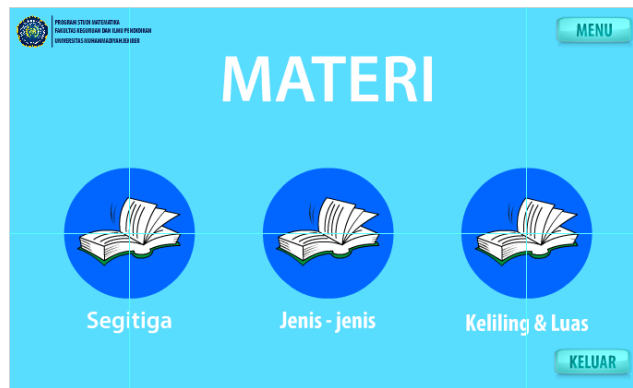 PROGRAM STUDI MATEMATIKA
FAKULTAS KEGURUAN DAN ILMU PENDIDIKAN
UNIVERSITAS MUHAMMADIYAH JEMBER
MENU
MATERI
Segitiga
Jenis - jenis
Keliling & Luas
KELUAR